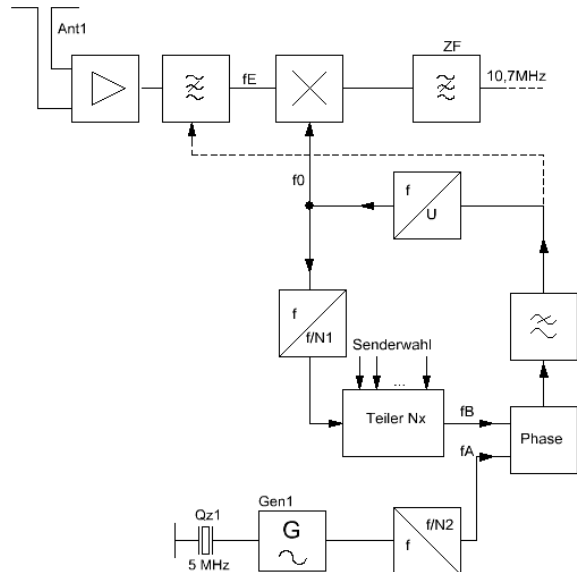 Ant1
ZF
fE
10,7MHz
f0
f
U
f
f/N1
Senderwahl
...
Teiler Nx
fB
fA
Phase
Gen1
Qz1
G
f/N2
f
5 MHz